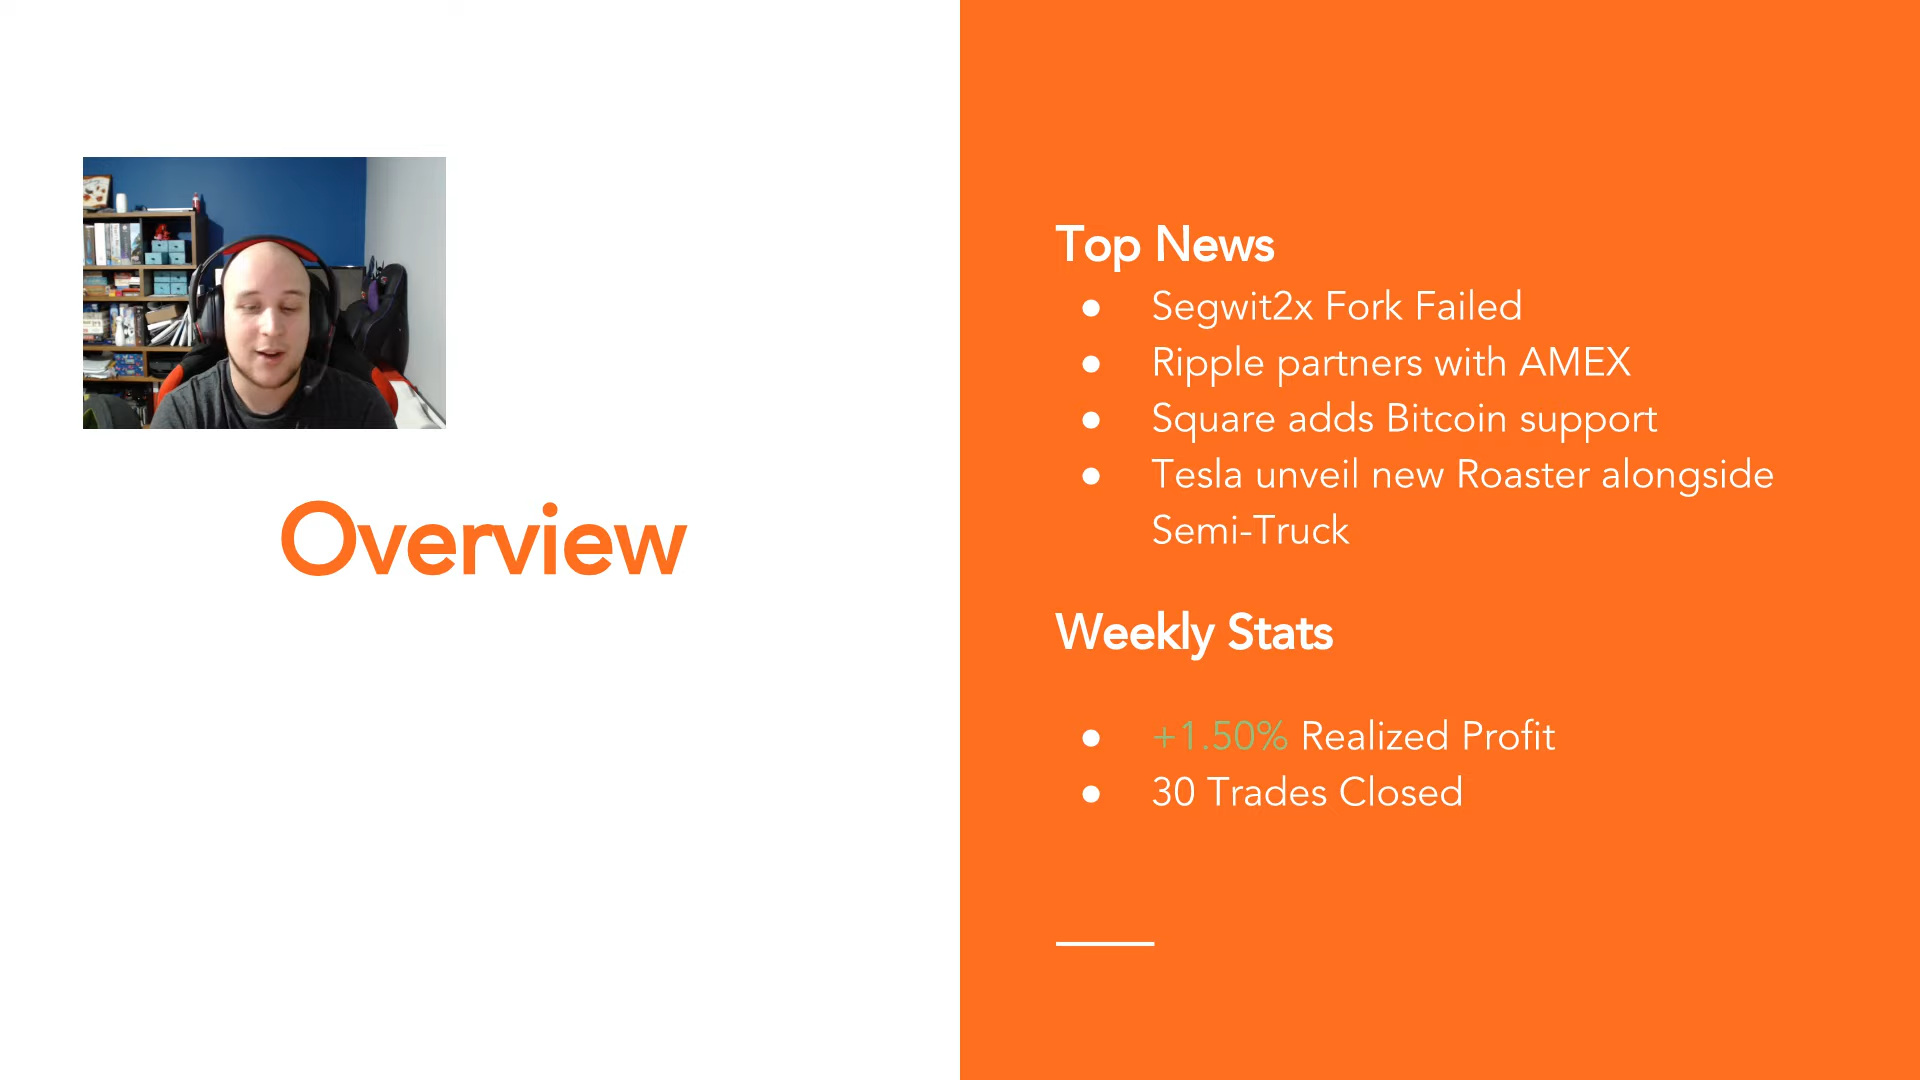 Overview
Top News
● Segwit2x Fork Failed
● Ripple partners with AMEX
● Square adds Bitcoin support
● Tesla unveil new Roaster alongside
Semi-Truck
Weekly Stats
● +1.50% Realized Profit
● 30 Trades Closed